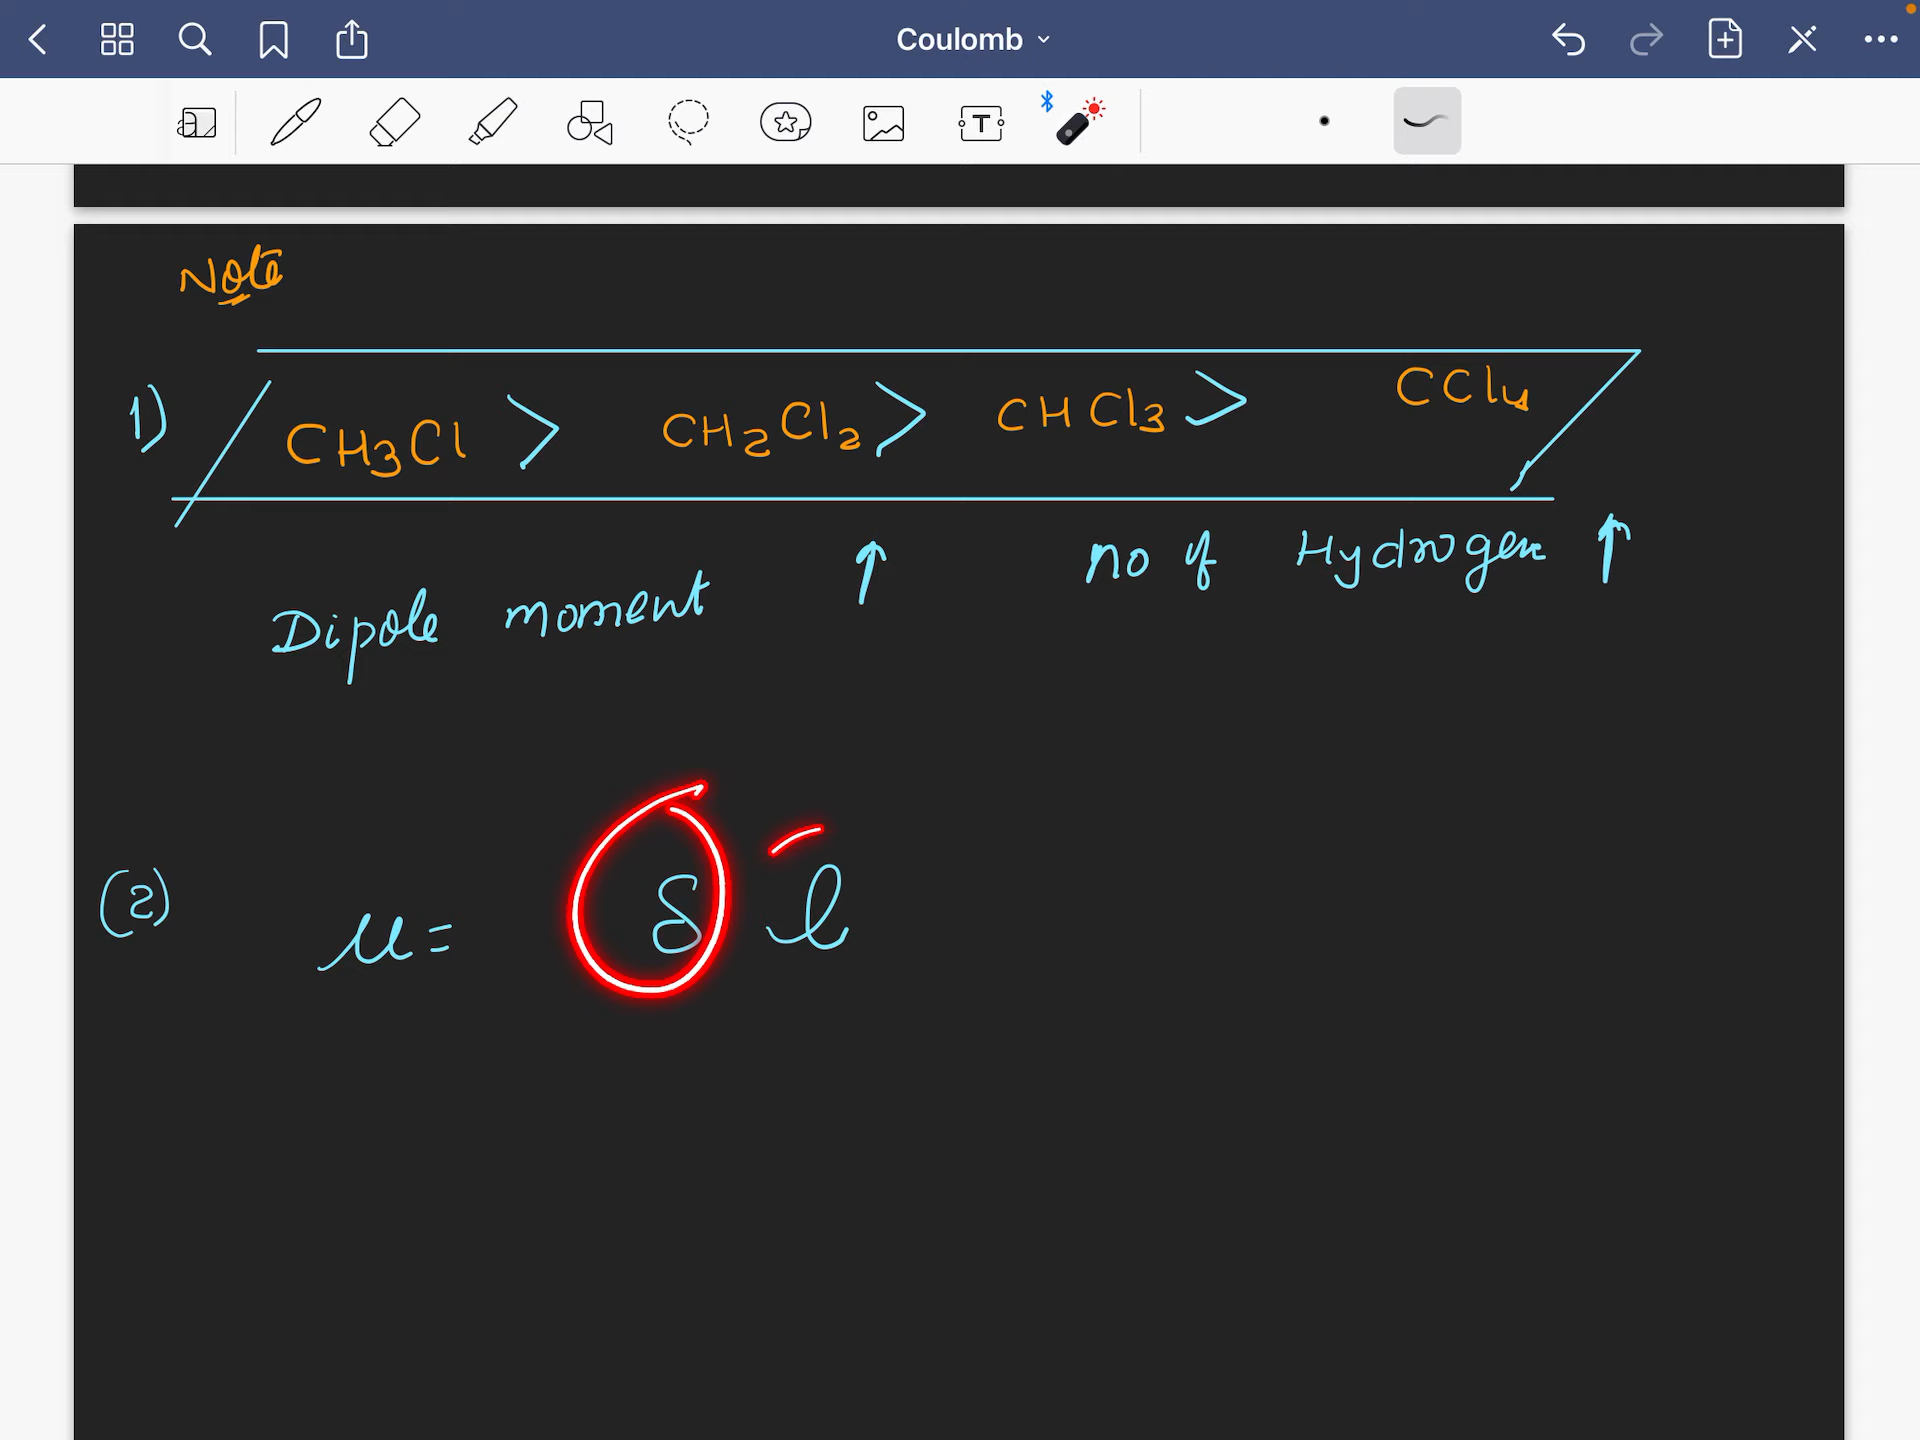 Coulomb
Note
1) CH₃Cl > CH₂Cl₂ > CHCl₃ > CCl₄
Dipole moment ↑ no of Hydrogen ↑
(2) μ = δ l